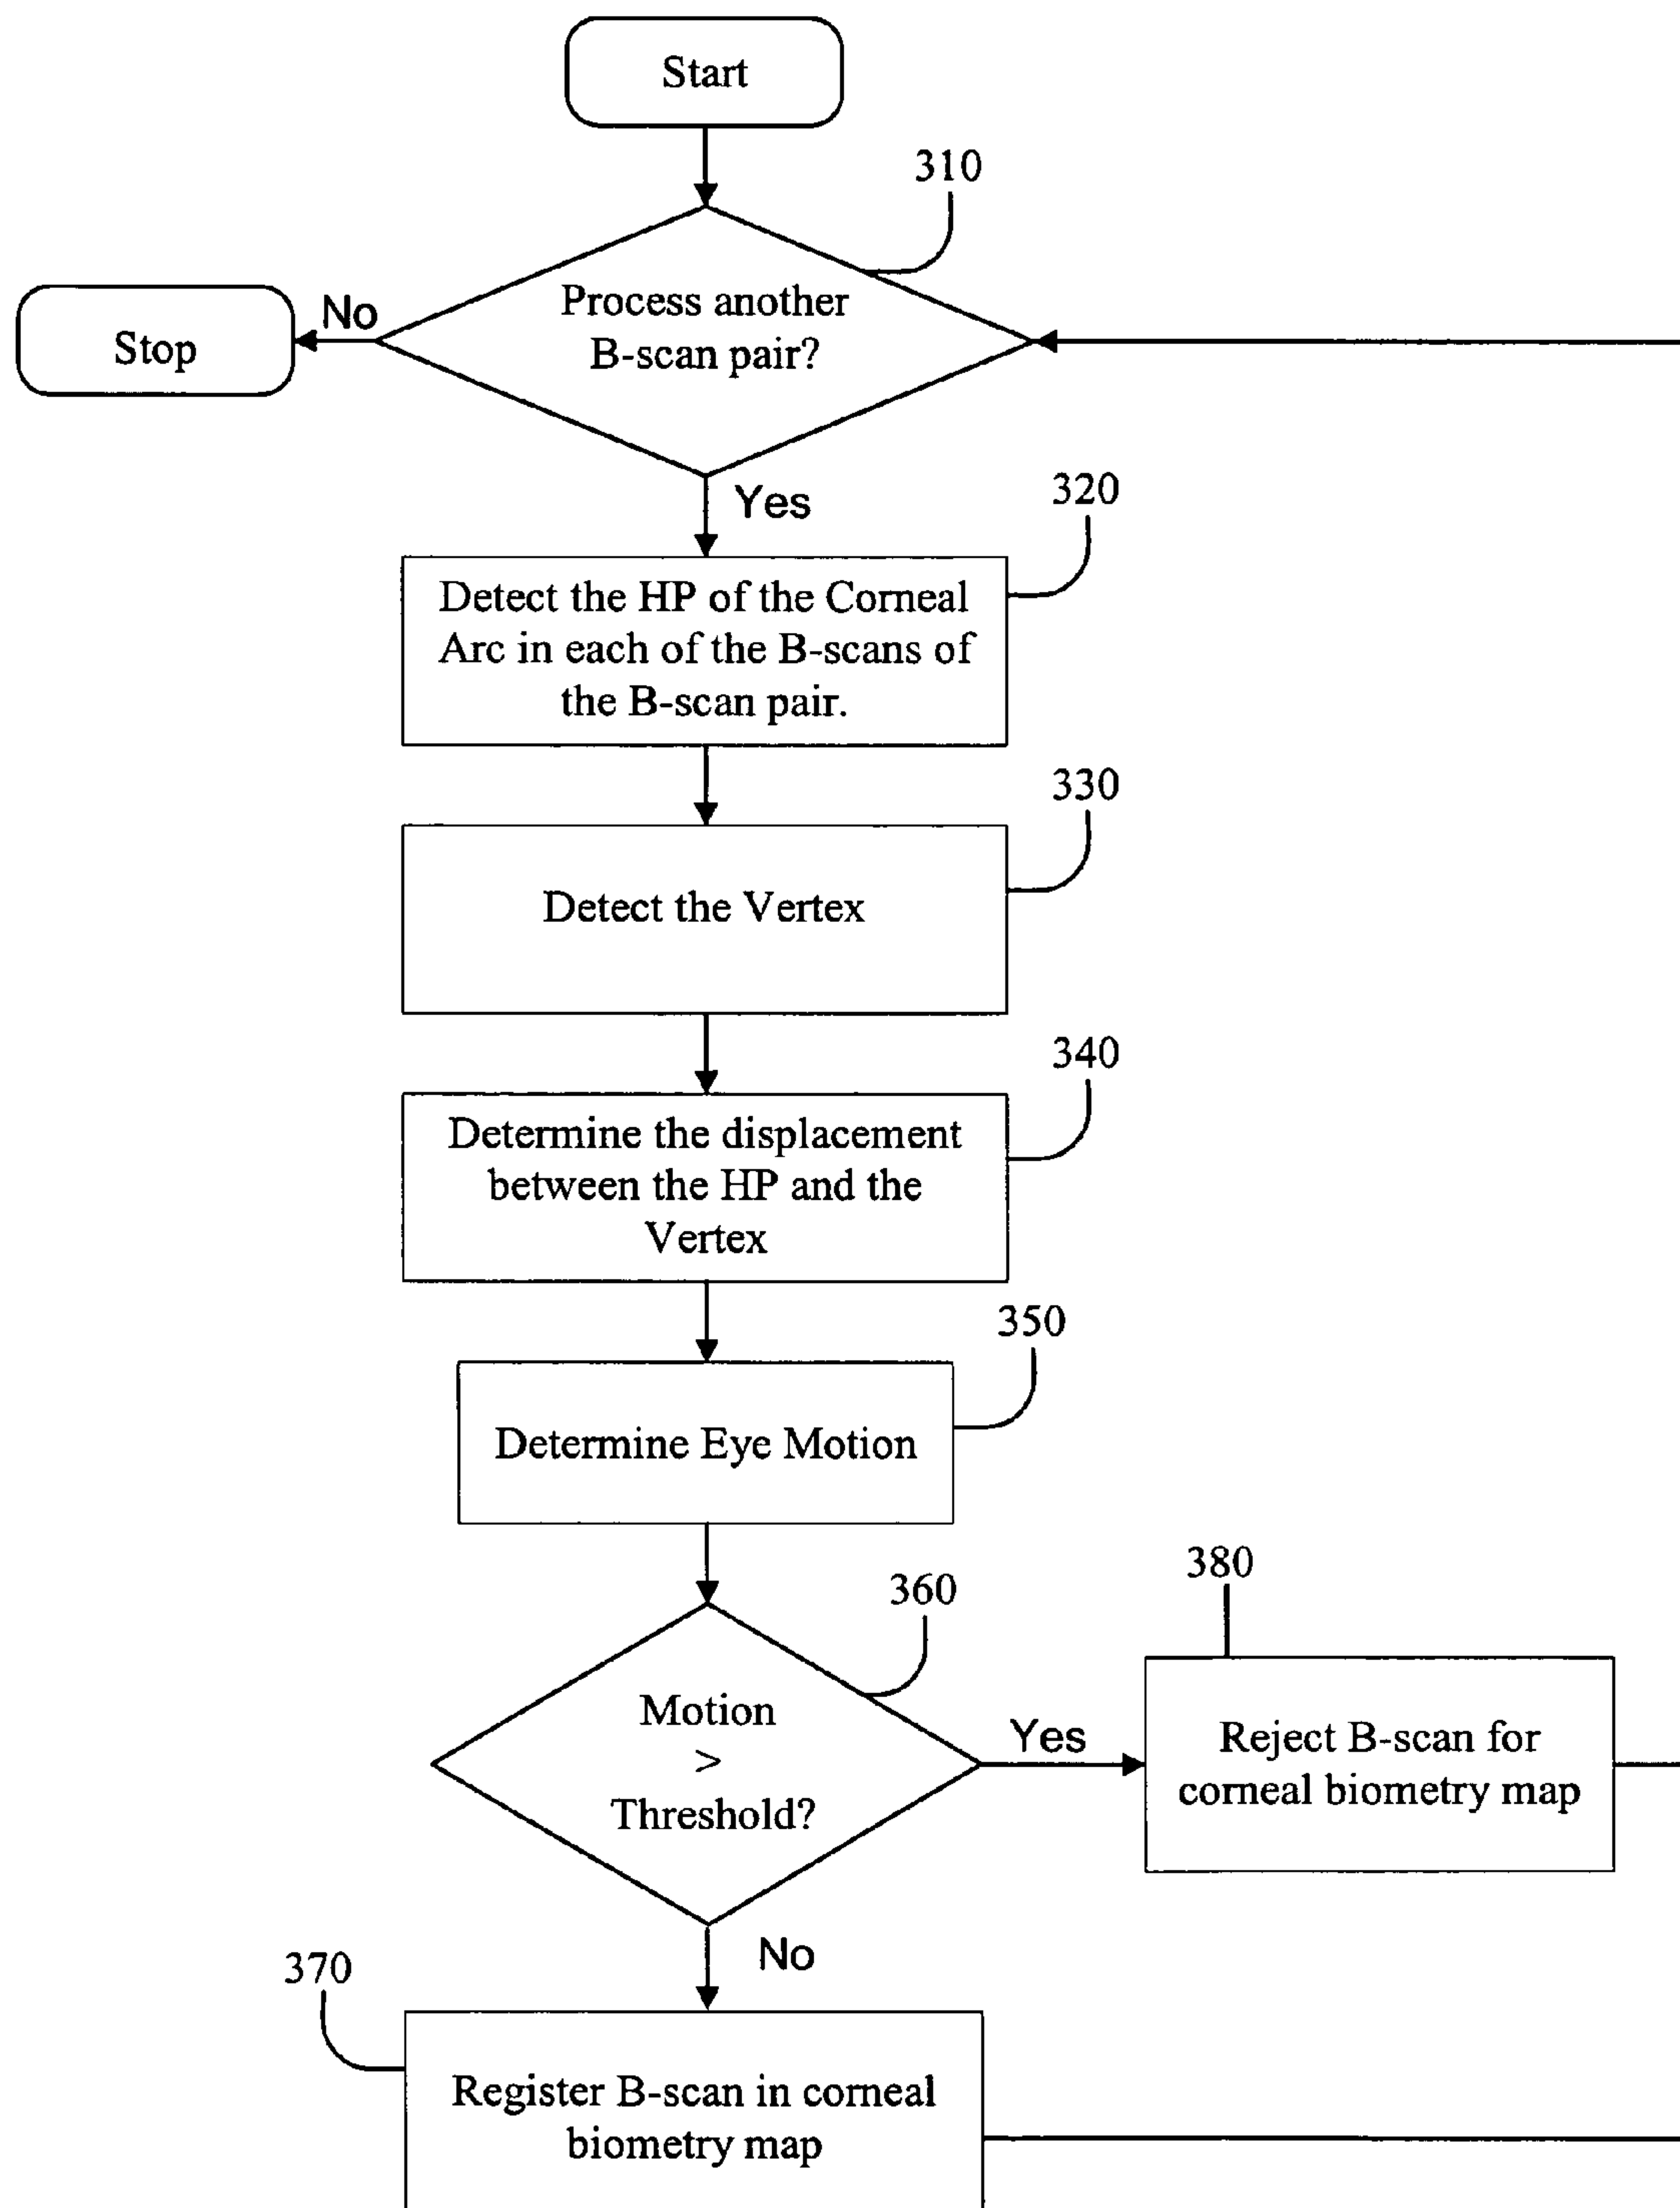 Start
310
Process another
B-scan pair?
No
Stop
Yes
320
Detect the HP of the Corneal
Arc in each of the B-scans of
the B-scan pair.
330
Detect the Vertex
340
Determine the displacement
between the HP and the
Vertex
350
Determine Eye Motion
360
Motion
>
Threshold?
Yes
380
Reject B-scan for
corneal biometry map
No
370
Register B-scan in corneal
biometry map